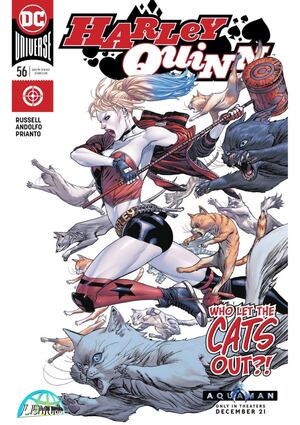 DC
UNIVERSE
HARLEY
QUINN
56
RUSSELL
ANDOLFO
PRIANTO
WHO LET THE
CATS
OUT?!
AQUAMAN
ONLY IN THEATERS
DECEMBER 21